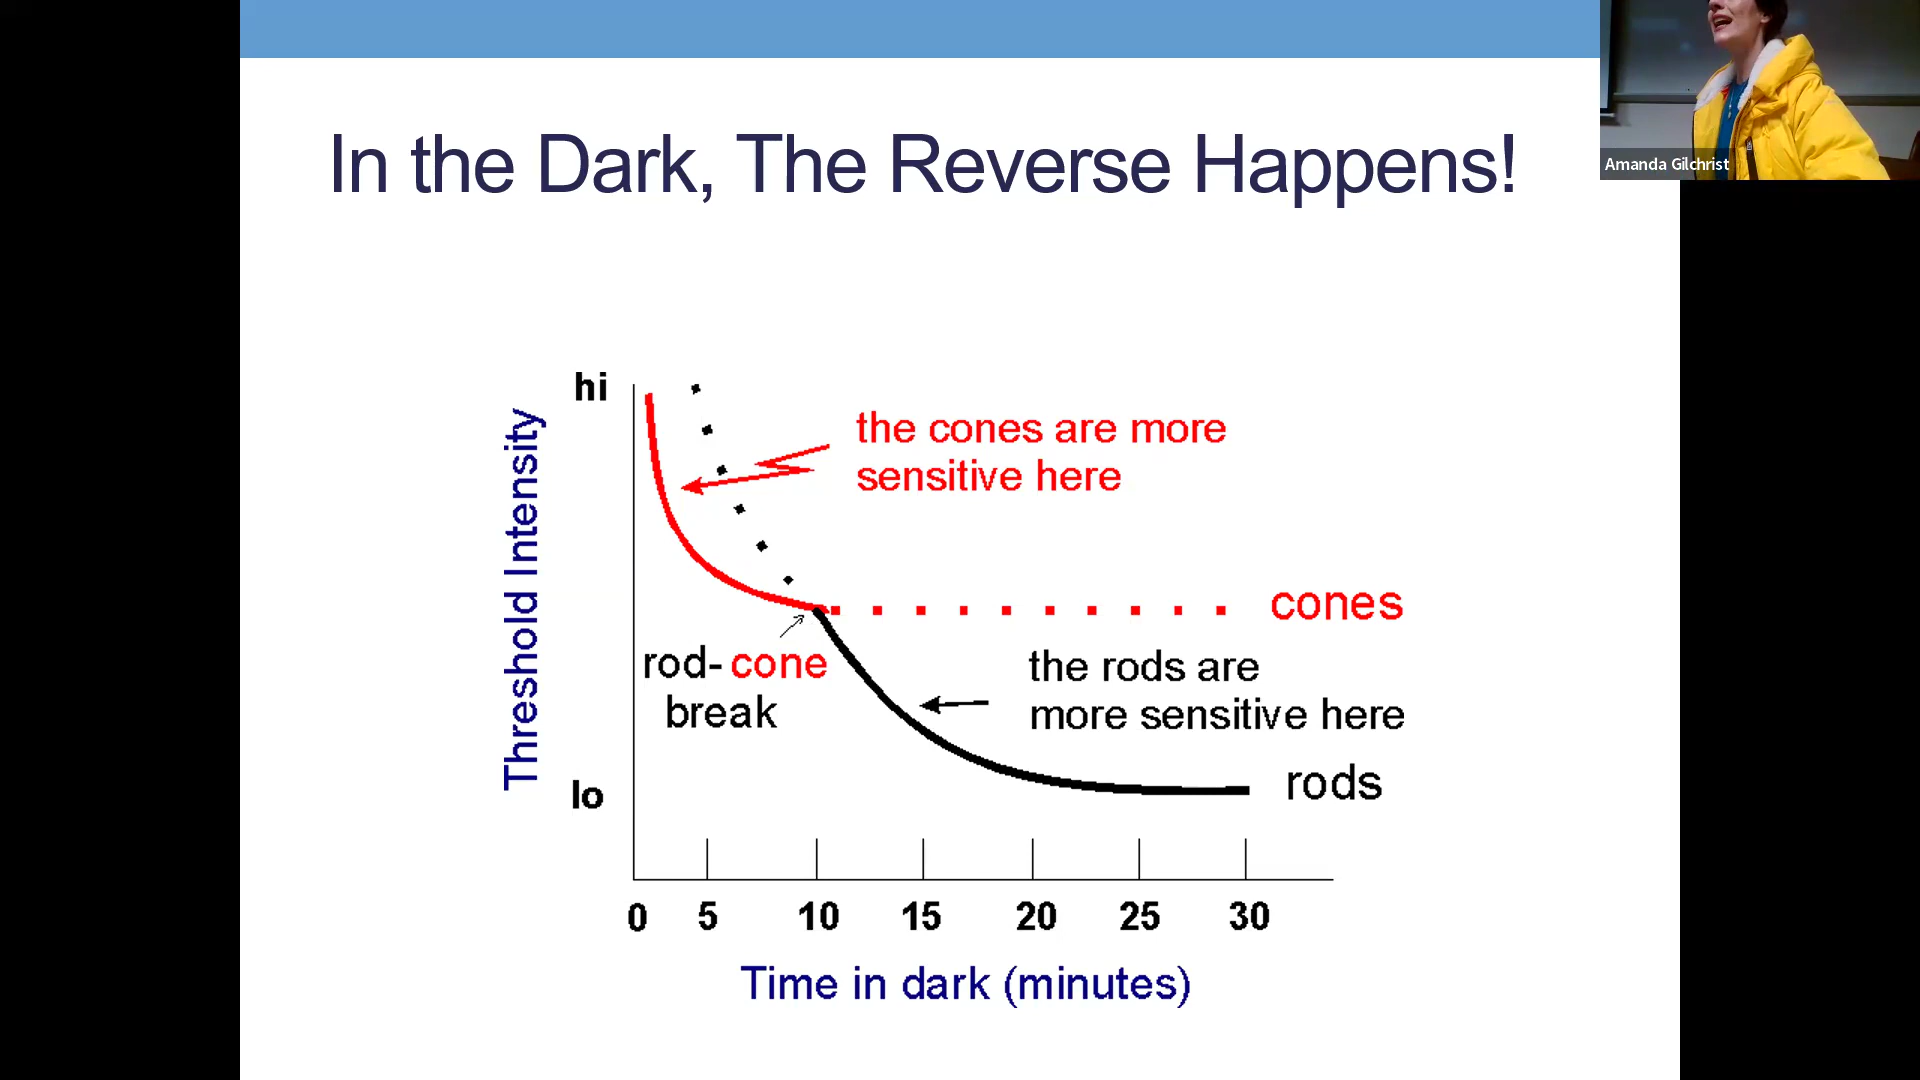 In the Dark, The Reverse Happens!
Amanda Gilchrist
hi
Threshold Intensity
the cones are more
sensitive here
cones
rod-cone
break
the rods are
more sensitive here
rods
lo
0 5 10 15 20 25 30
Time in dark (minutes)